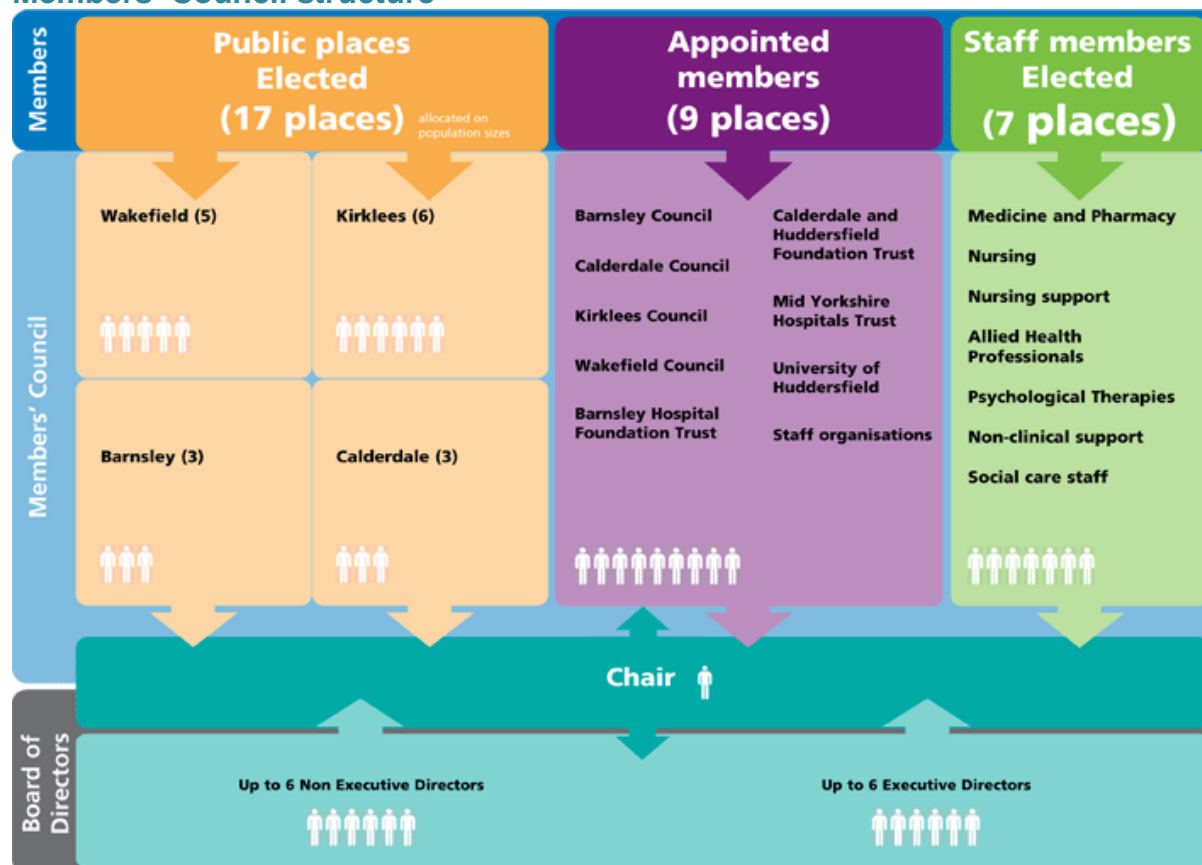 Members' Council structure
Members
Public places
Elected
(17 places)
allocated on
population sizes
Appointed
members
(9 places)
Staff members
Elected
(7 places)
Members' Council
Wakefield (5)
Kirklees (6)
Barnsley (3)
Calderdale (3)
Barnsley Council
Calderdale Council
Kirklees Council
Wakefield Council
Barnsley Hospital
Foundation Trust
Calderdale and
Huddersfield
Foundation Trust
Mid Yorkshire
Hospitals Trust
University of
Huddersfield
Staff organisations
Medicine and Pharmacy
Nursing
Nursing support
Allied Health
Professionals
Psychological Therapies
Non-clinical support
Social care staff
Chair
Board of
Directors
Up to 6 Non Executive Directors
Up to 6 Executive Directors